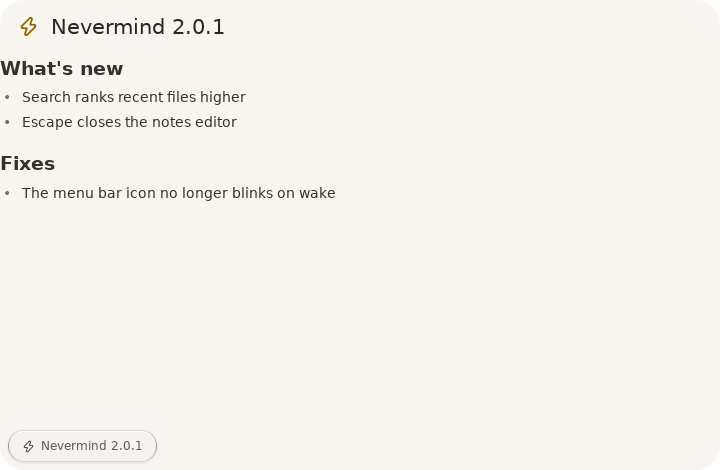 Nevermind 2.0.1
What's new
• Search ranks recent files higher
• Escape closes the notes editor
Fixes
• The menu bar icon no longer blinks on wake
Nevermind 2.0.1